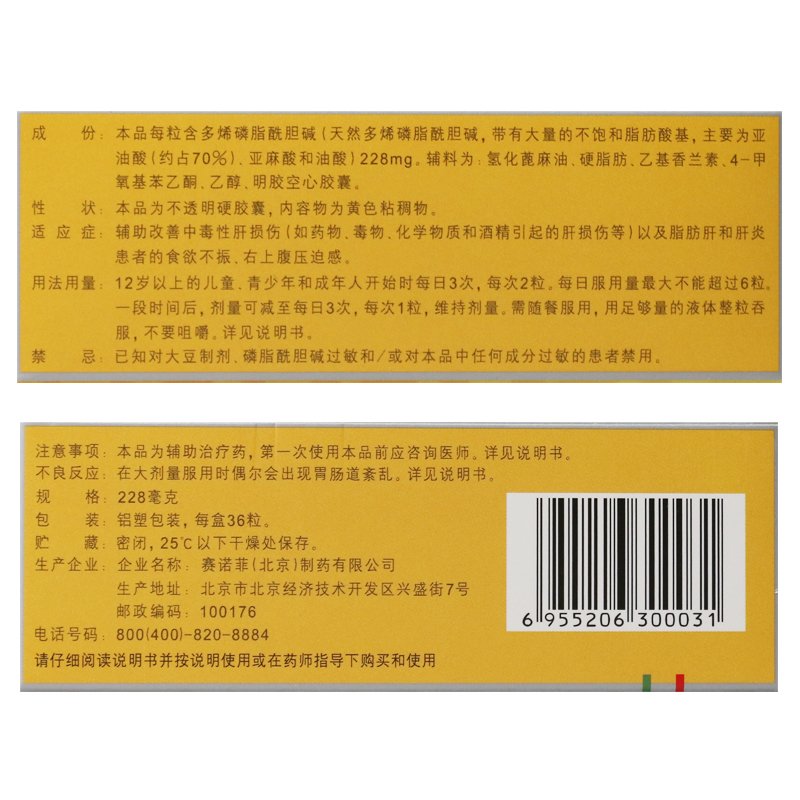 成 份：本品每粒含多烯磷脂酰胆碱（天然多烯磷脂酰胆碱，带有大量的不饱和脂肪酸基，主要为亚
油酸（约占70%）、亚麻酸和油酸）228mg。辅料为：氢化蓖麻油、硬脂肪、乙基香兰素、4-甲
氧基苯乙酮、乙醇、明胶空心胶囊。
性 状：本品为不透明硬胶囊，内容物为黄色粘稠物。
适 应 症：辅助改善中毒性肝损伤(如药物、毒物、化学物质和酒精引起的肝损伤等)以及脂肪肝和肝炎
患者的食欲不振、右上腹压迫感。
用法用量：12岁以上的儿童、青少年和成年人开始时每日3次，每次2粒。每日服用量最大不能超过6粒。
一段时间后，剂量可减至每日3次，每次1粒，维持剂量。需随餐服用，用足够量的液体整粒吞
服，不要咀嚼。详见说明书。
禁 忌：已知对大豆制剂、磷脂酰胆碱过敏和/或对本品中任何成分过敏的患者禁用。
注意事项：本品为辅助治疗药，第一次使用本品前应咨询医师。详见说明书。
不良反应：在大剂量服用时偶尔会出现胃肠道紊乱。详见说明书。
规 格：228毫克
包 装：铝塑包装，每盒36粒。
贮 藏：密闭，25℃以下干燥处保存。
生产企业：企业名称：赛诺菲(北京)制药有限公司
生产地址：北京市北京经济技术开发区兴盛街7号
邮政编码：100176
电话号码：800(400)-820-8884
请仔细阅读说明书并按说明使用或在药师指导下购买和使用
6 955206 300031